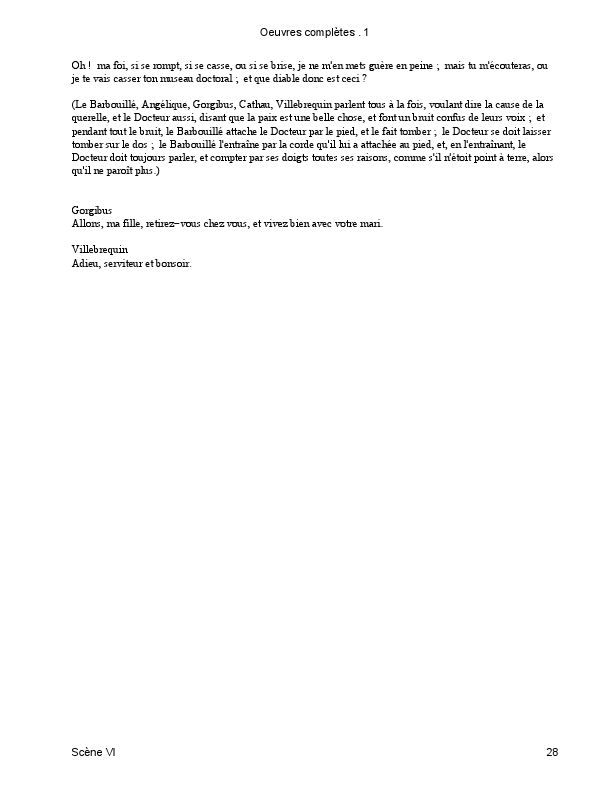 Oeuvres complètes . 1
Oh ! ma foi, si se rompt, si se casse, ou si se brise, je ne m'en mets guère en peine ; mais tu m'écouteras, ou
je te vais casser ton museau doctoral ; et que diable donc est ceci ?
(Le Barbouillé, Angélique, Gorgibus, Cathau, Villebrequin parlent tous à la fois, voulant dire la cause de la
querelle, et le Docteur aussi, disant que la paix est une belle chose, et font un bruit confus de leurs voix ; et
pendant tout le bruit, le Barbouillé attache le Docteur par le pied, et le fait tomber ; le Docteur se doit laisser
tomber sur le dos ; le Barbouillé l'entraîne par la corde qu'il lui a attachée au pied, et, en l'entraînant, le
Docteur doit toujours parler, et compter par ses doigts toutes ses raisons, comme s'il n'étoit point à terre, alors
qu'il ne paroît plus.)
Gorgibus
Allons, ma fille, retirez−vous chez vous, et vivez bien avec votre mari.
Villebrequin
Adieu, serviteur et bonsoir.
Scène VI
28